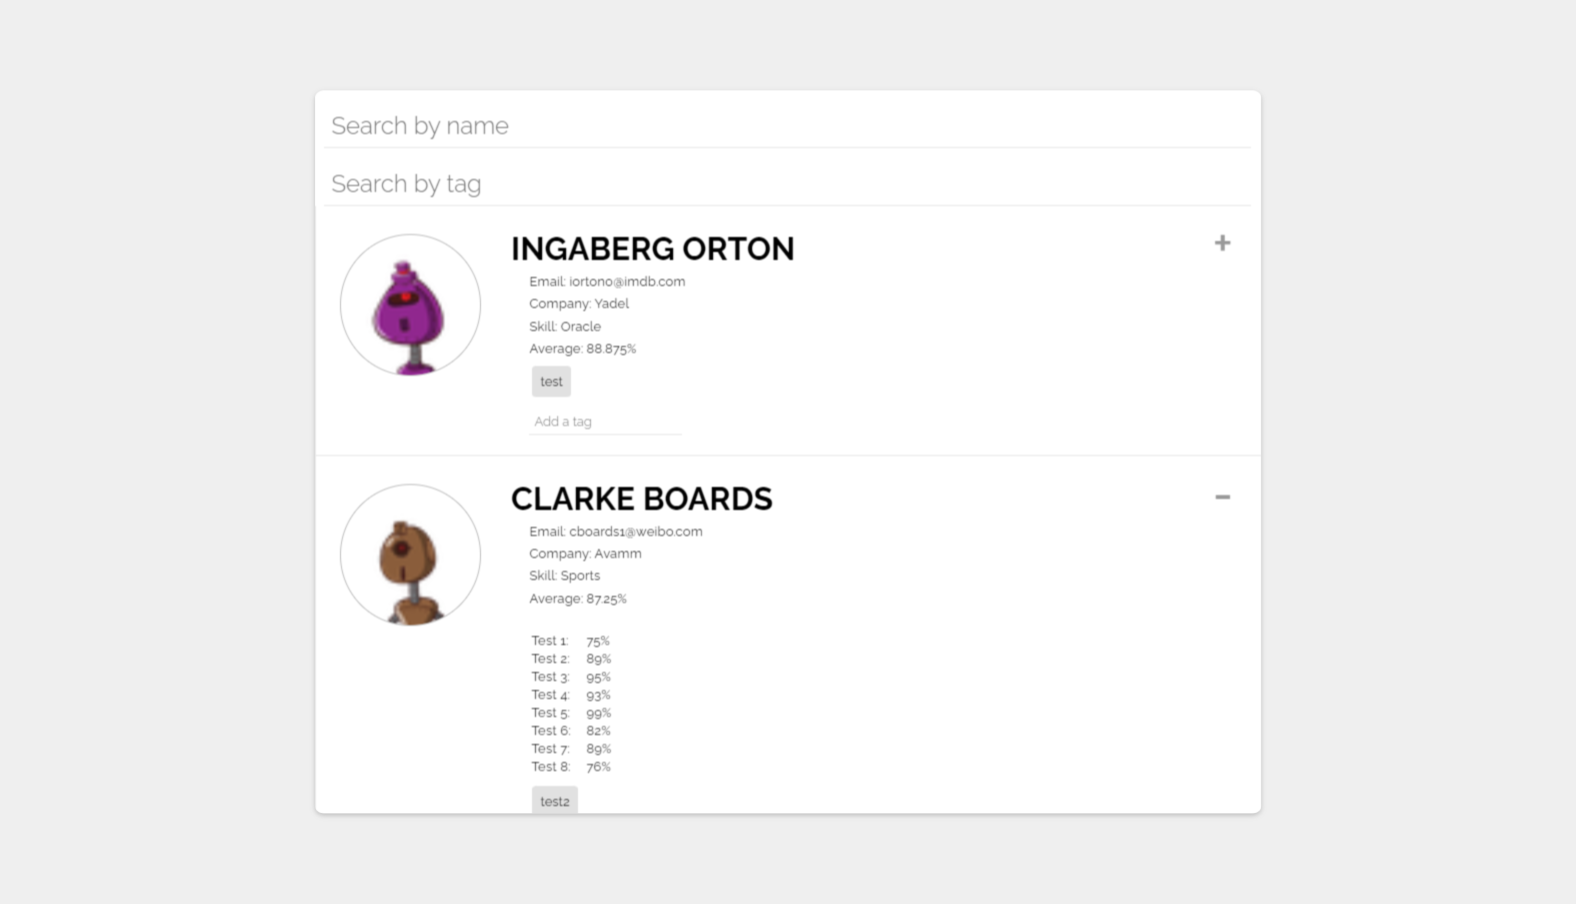 Search by name
Search by tag
INGABERG ORTON
Email: iortono@imdb.com
Company: Yadel
Skill: Oracle
Average: 88.875%
test
Add a tag
CLARKE BOARDS
Email: cboards1@weibo.com
Company: Avamm
Skill: Sports
Average: 87.25%
Test 1: 75%
Test 2: 89%
Test 3: 95%
Test 4: 93%
Test 5: 99%
Test 6: 82%
Test 7: 89%
Test 8: 76%
test2